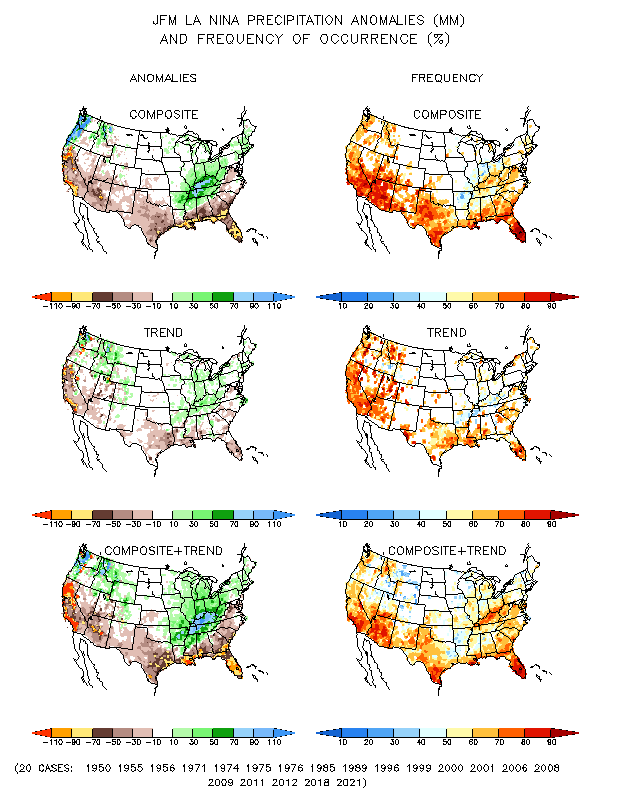 JFM LA NINA PRECIPITATION ANOMALIES (MM)
AND FREQUENCY OF OCCURRENCE (%)
ANOMALIES FREQUENCY
COMPOSITE COMPOSITE
-110 -90 -70 -50 -30 -10 10 30 50 70 90 110 10 20 30 40 50 60 70 80 90
TREND TREND
-110 -90 -70 -50 -30 -10 10 30 50 70 90 110 10 20 30 40 50 60 70 80 90
COMPOSITE+TREND COMPOSITE+TREND
-110 -90 -70 -50 -30 -10 10 30 50 70 90 110 10 20 30 40 50 60 70 80 90
(20 CASES: 1950 1955 1956 1971 1974 1975 1976 1985 1989 1996 1999 2000 2001 2006 2008
2009 2011 2012 2018 2021)